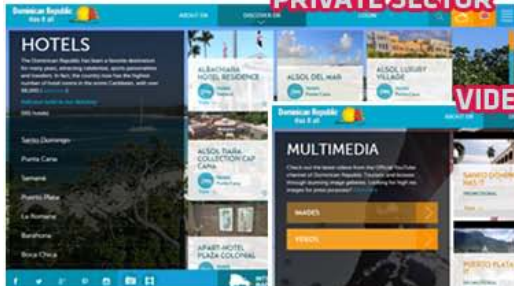 PRIVATE SECTOR
Dominican Republic
Has it all
ABOUT DR
DISCOVER DR
LOGIN
HOTELS
The Dominican Republic has been a favorite destination
for many years, attracting celebrities, sports personalities
and travelers. In fact, the country now has the highest
number of hotel rooms in the entire Caribbean, with over
Santo Domingo
Punta Cana
Samaná
Puerto Plata
La Romana
Barahona
Boca Chica
ALBACHIARA
HOTEL RESIDENCE
ALSOL DEL MAR
ALSOL LUXURY
VILLAGE
ALSOL TIARA
COLLECTION CAP
CANA
APART-HOTEL
PLAZA COLONIAL
VIDE
Dominican Republic
Has it all
ABOUT DR
MULTIMEDIA
Check out the latest videos from the Official YouTube
channel of Dominican Republic Tourism and browse
through stunning image galleries. Looking for high res
images for press purposes?
IMAGES
VIDEOS
SANTO DOMINGO
HAS IT
PUERTO PLATA